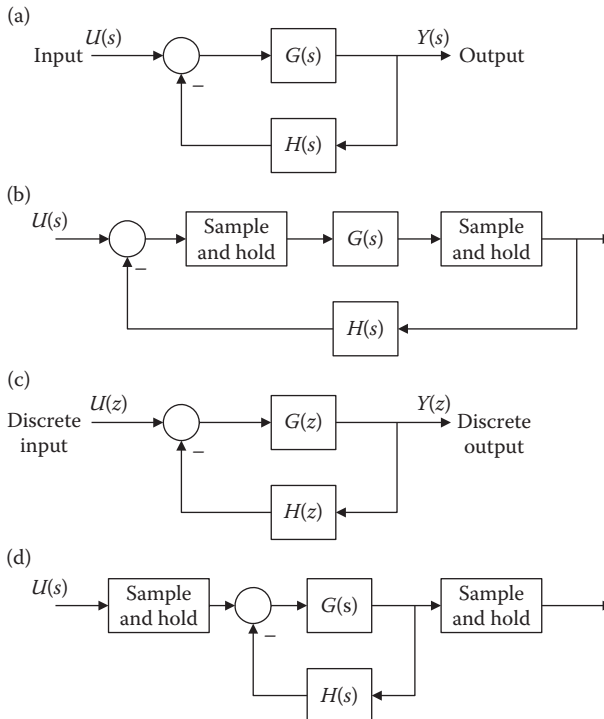 (a)
U(s)
Y(s)
Input
G(s)
Output
–
H(s)
(b)
U(s)
Sample
and hold
G(s)
Sample
and hold
–
H(s)
(c)
U(z)
Y(z)
Discrete
input
G(z)
Discrete
output
–
H(z)
(d)
U(s)
Sample
and hold
G(s)
Sample
and hold
–
H(s)